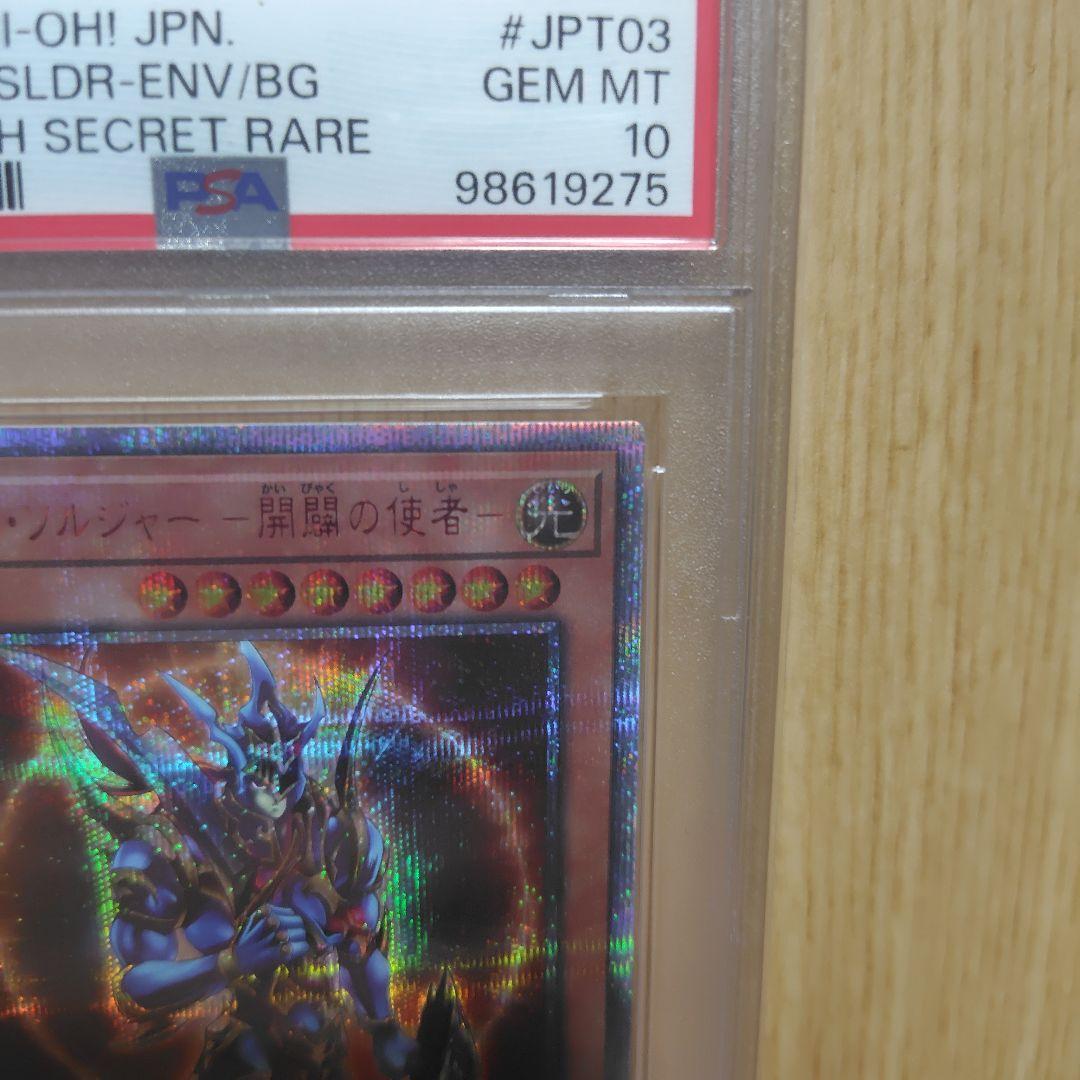 I-OH! JPN. #JPT03
SLDR-ENV/BG GEM MT
H SECRET RARE 10
PSA 98619275
かい びゃく し しゃ
・ソルジャー －開闢の使者－ 光